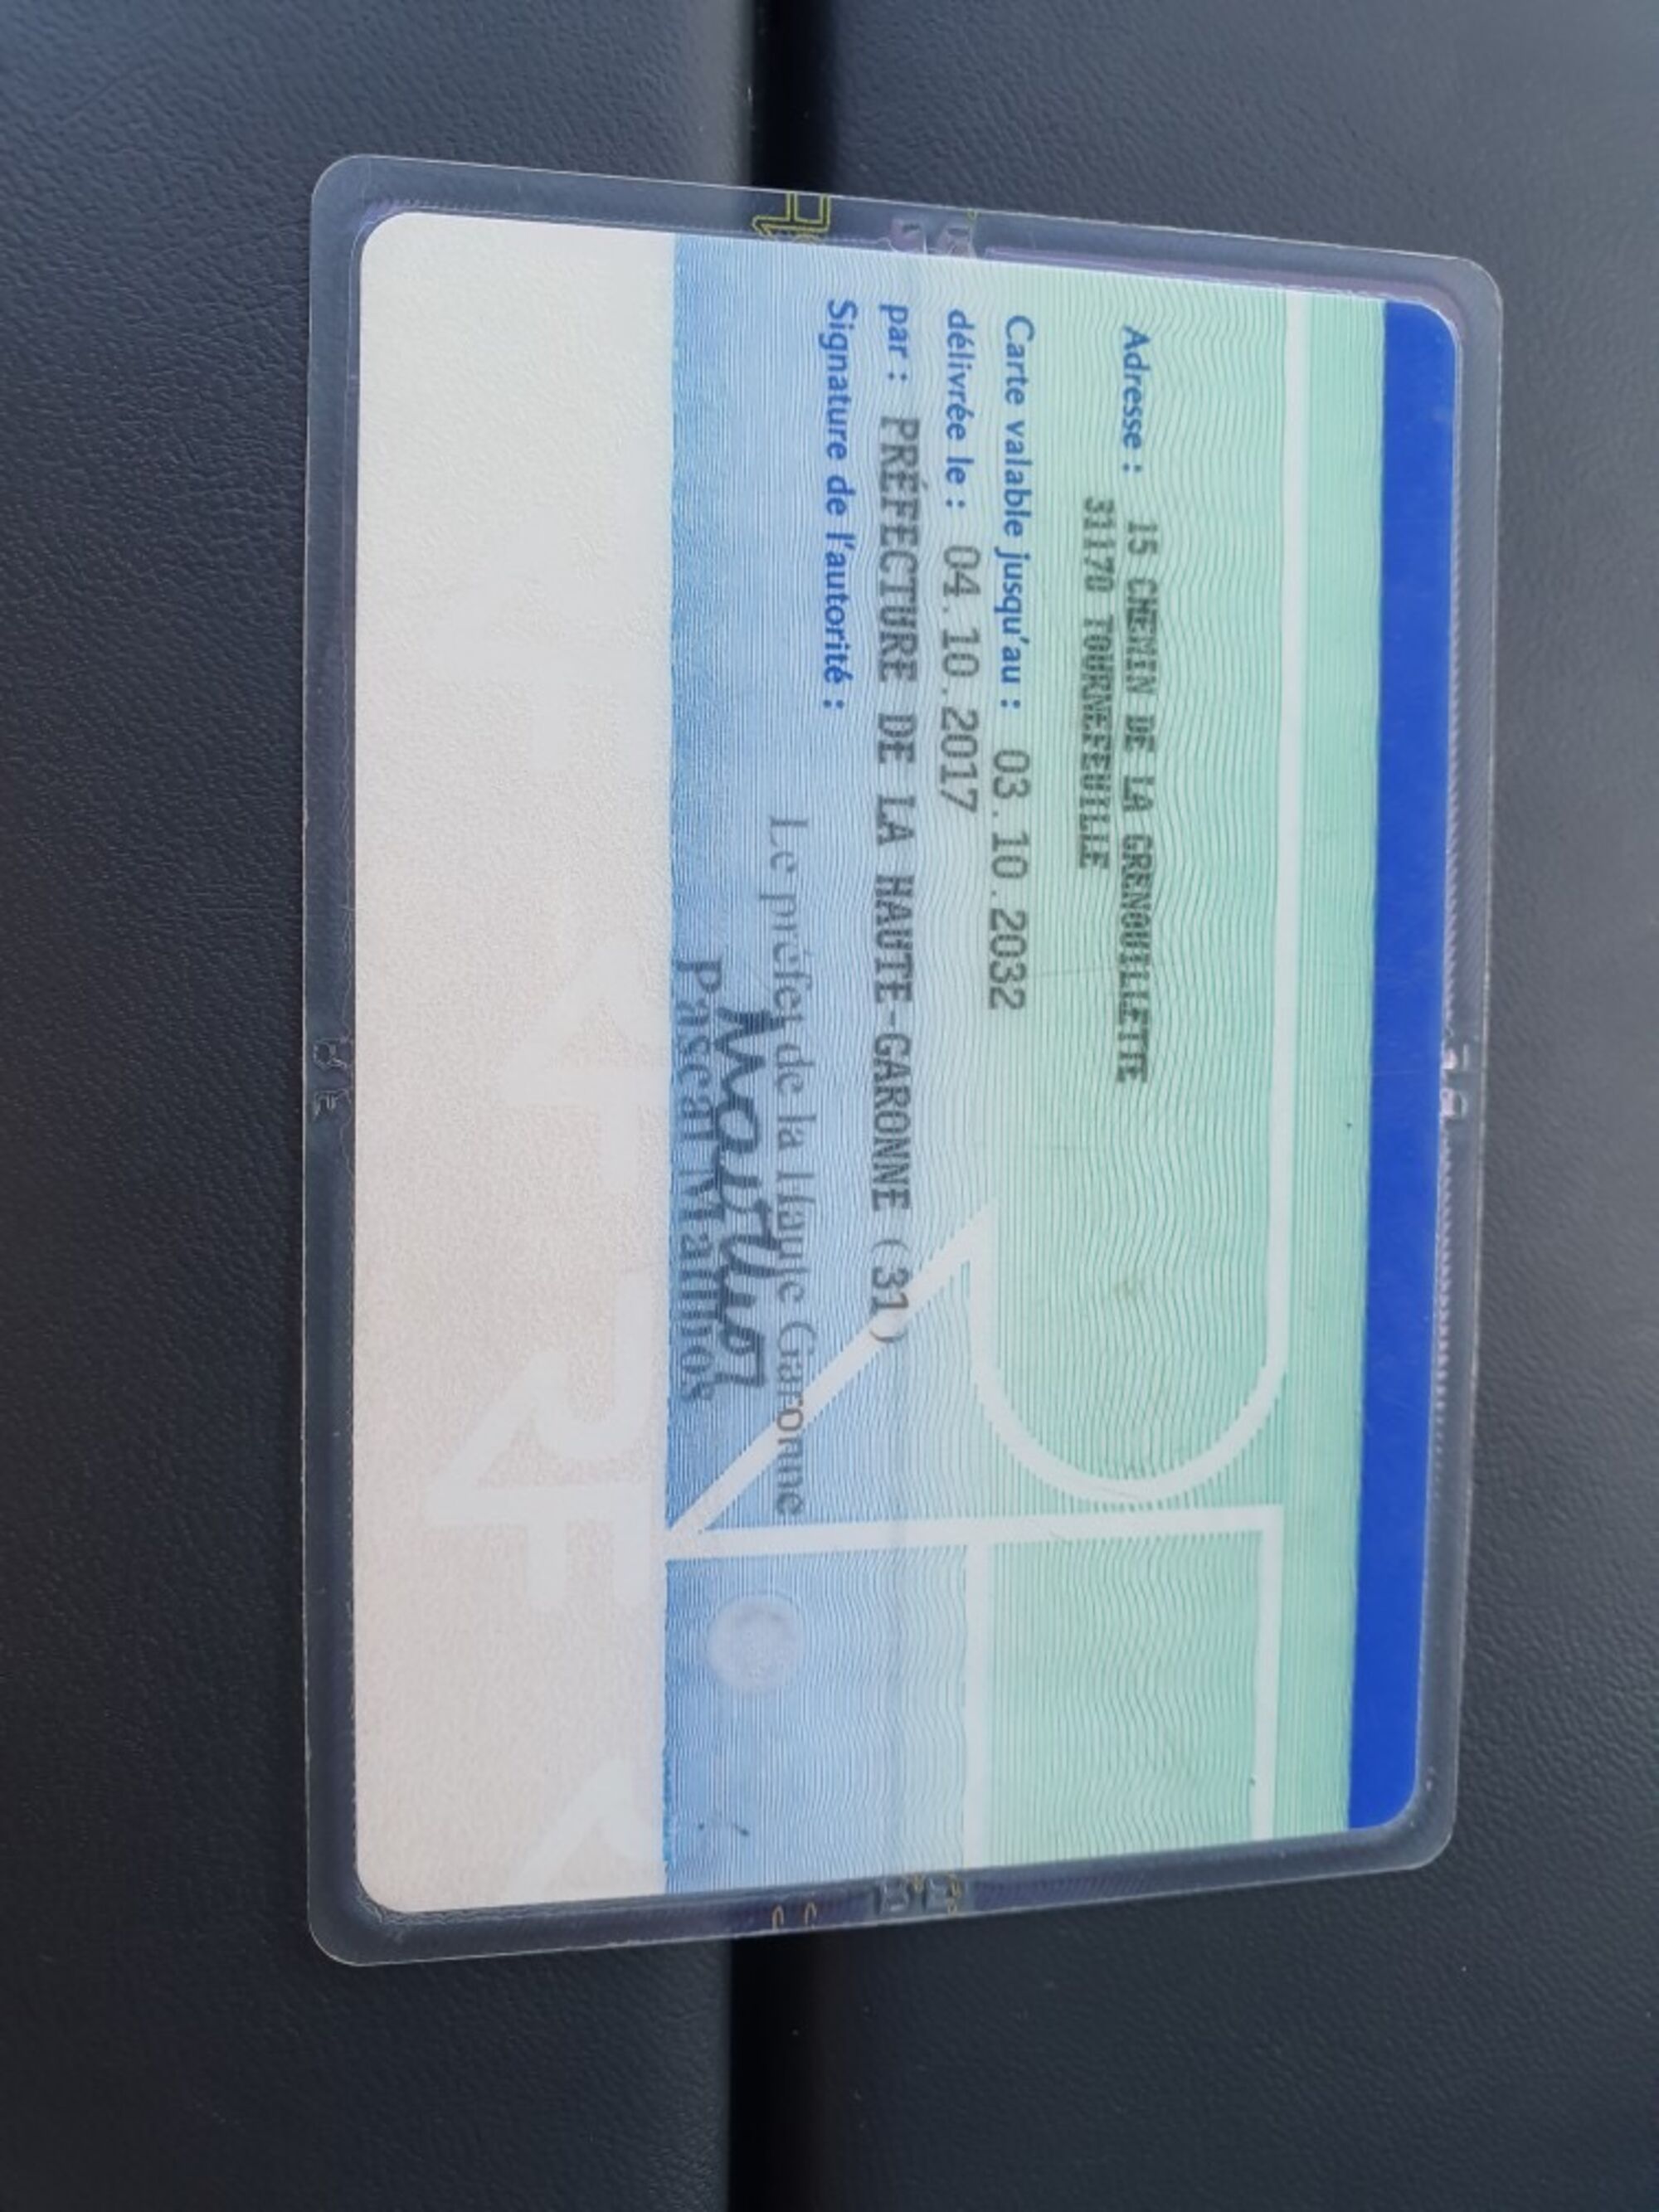 Adresse : 15 CHEMIN DE LA GRENOUILLETTE
31170 TOURNEFEUILLE
Carte valable jusqu'au : 03.10.2032
délivrée le : 04.10.2017
par : PRÉFECTURE DE LA HAUTE-GARONNE (31)
Signature de l'autorité :
Le préfet de la Haute Garonne
Pascal Mailhos
RF